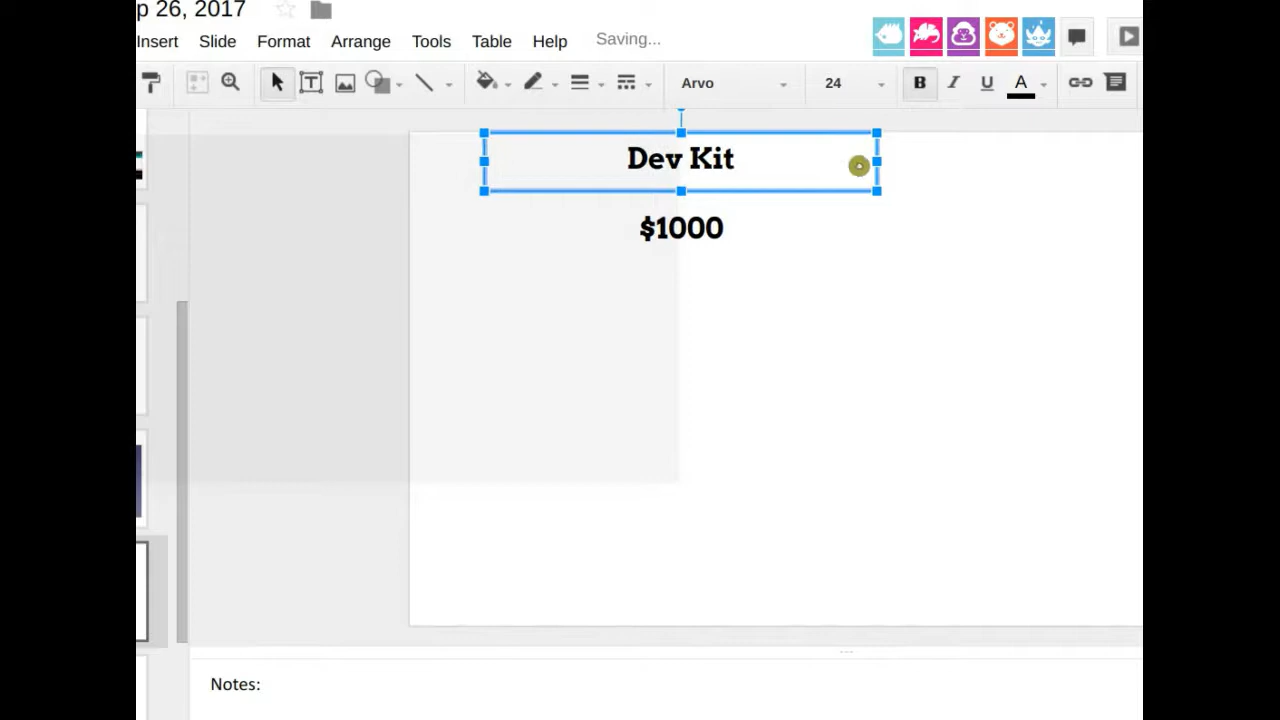 p 26, 2017
Insert Slide Format Arrange Tools Table Help Saving...
Arvo 24 B I U A
Dev Kit
$1000
Notes: